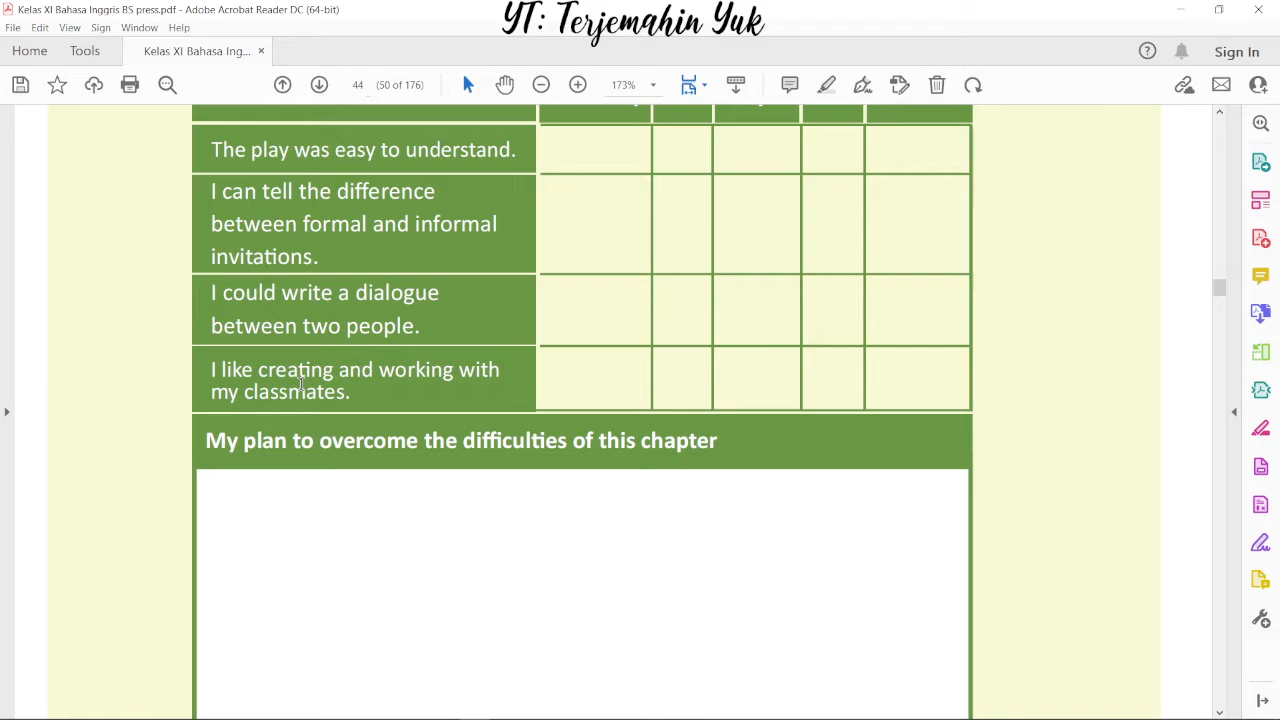 Kelas XI Bahasa Inggris BS press.pdf - Adobe Acrobat Reader DC (64-bit)
YT: Terjemahin Yuk
File Edit View Sign Window Help
Home Tools Kelas XI Bahasa Ing... × Sign In
44 (50 of 176) 173%
The play was easy to understand.
I can tell the difference
between formal and informal
invitations.
I could write a dialogue
between two people.
I like creating and working with
my classmates.
My plan to overcome the difficulties of this chapter